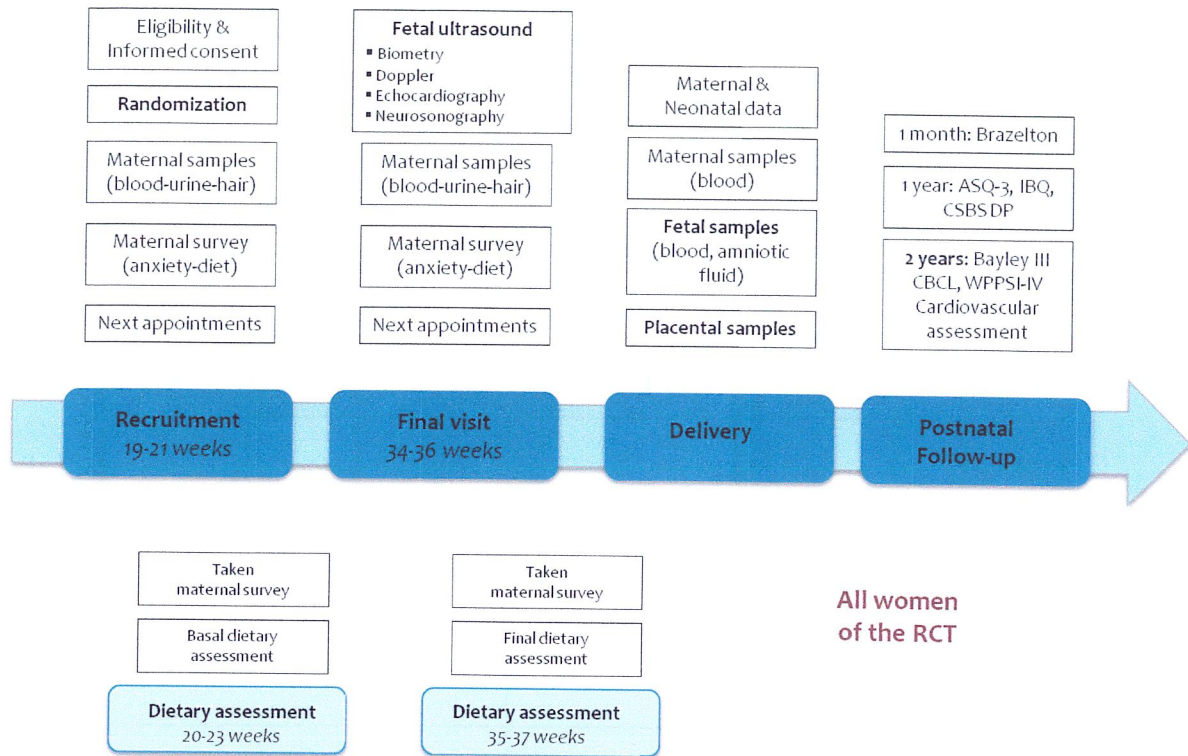 Eligibility &
Informed consent
Randomization
Maternal samples
(blood-urine-hair)
Maternal survey
(anxiety-diet)
Next appointments
Fetal ultrasound
▪ Biometry
▪ Doppler
▪ Echocardiography
▪ Neurosonography
Maternal samples
(blood-urine-hair)
Maternal survey
(anxiety-diet)
Next appointments
Maternal &
Neonatal data
Maternal samples
(blood)
Fetal samples
(blood, amniotic
fluid)
Placental samples
1 month: Brazelton
1 year: ASQ-3, IBQ,
CSBS DP
2 years: Bayley III
CBCL, WPPSI-IV
Cardiovascular
assessment
Recruitment
19-21 weeks
Final visit
34-36 weeks
Delivery
Postnatal
Follow-up
Taken
maternal survey
Basal dietary
assessment
Dietary assessment
20-23 weeks
Taken
maternal survey
Final dietary
assessment
Dietary assessment
35-37 weeks
All women
of the RCT